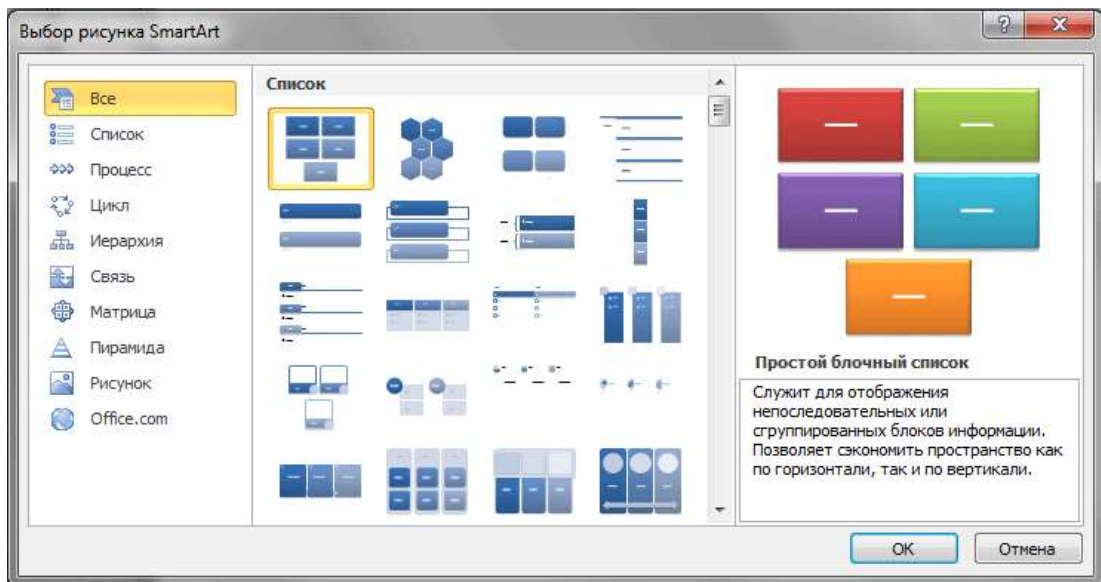 Выбор рисунка SmartArt
Все
Список
Процесс
Цикл
Иерархия
Связь
Матрица
Пирамида
Рисунок
Office.com
Список
Простой блочный список
Служит для отображения
непоследовательных или
сгруппированных блоков информации.
Позволяет сэкономить пространство как
по горизонтали, так и по вертикали.
ОК
Отмена